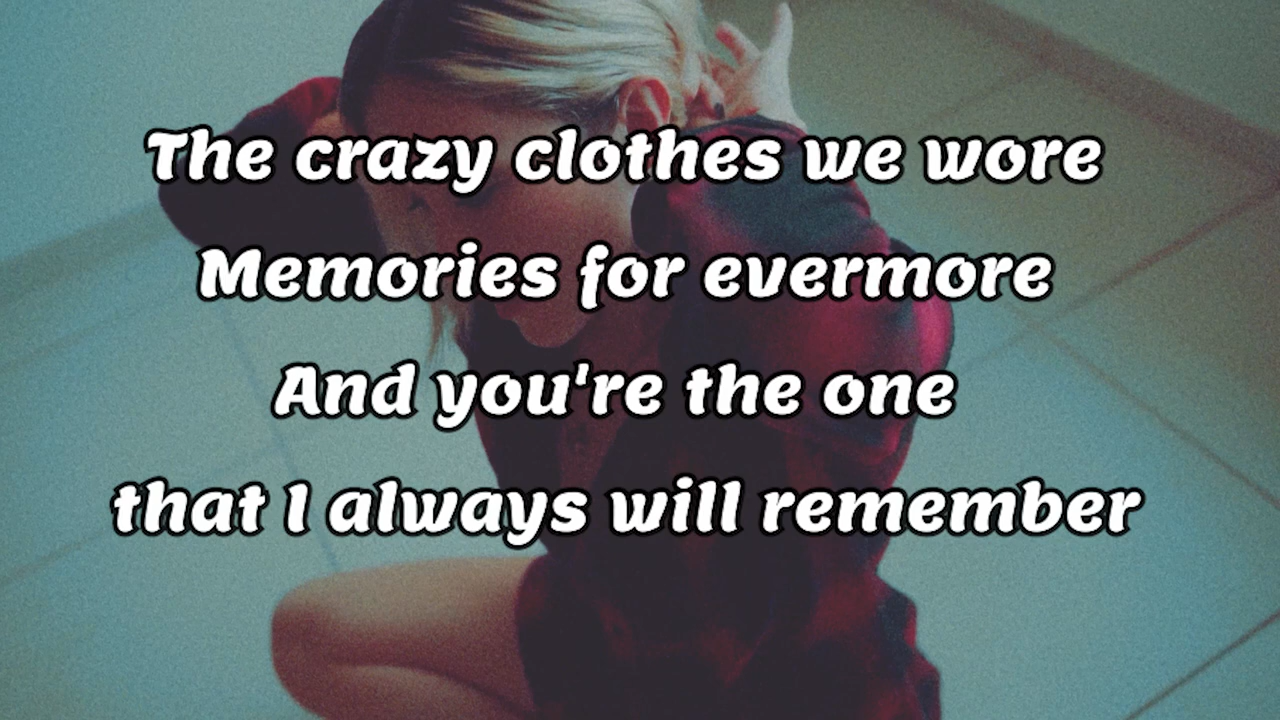 The crazy clothes we wore
Memories for evermore
And you're the one
that I always will remember